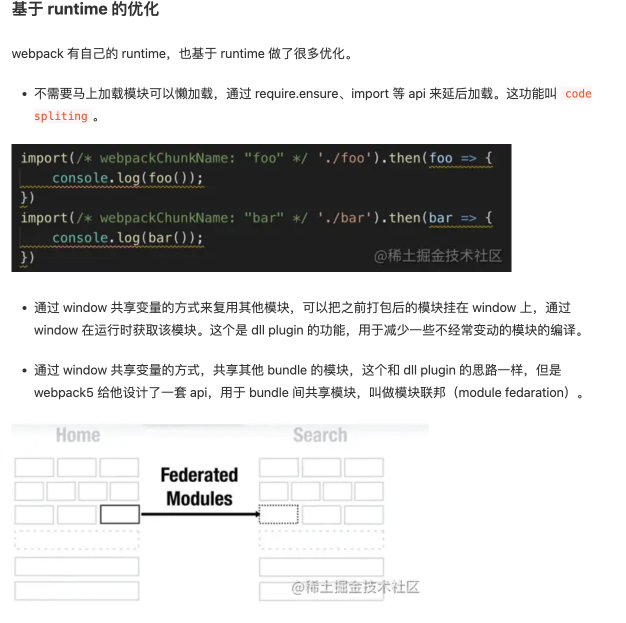 基于 runtime 的优化
webpack 有自己的 runtime，也基于 runtime 做了很多优化。
不需要马上加载模块可以懒加载，通过 require.ensure、import 等 api 来延后加载。这功能叫 code
spliting 。
import(/* webpackChunkName: "foo" */ './foo').then(foo => {
console.log(foo());
})
import(/* webpackChunkName: "bar" */ './bar').then(bar => {
console.log(bar());
})
@稀土掘金技术社区
通过 window 共享变量的方式来复用其他模块，可以把之前打包后的模块挂在 window 上，通过
window 在运行时获取该模块。这个是 dll plugin 的功能，用于减少一些不经常变动的模块的编译。
通过 window 共享变量的方式，共享其他 bundle 的模块，这个和 dll plugin 的思路一样，但是
webpack5 给他设计了一套 api，用于 bundle 间共享模块，叫做模块联邦（module fedaration）。
Home Search
Federated
Modules
@稀土掘金技术社区